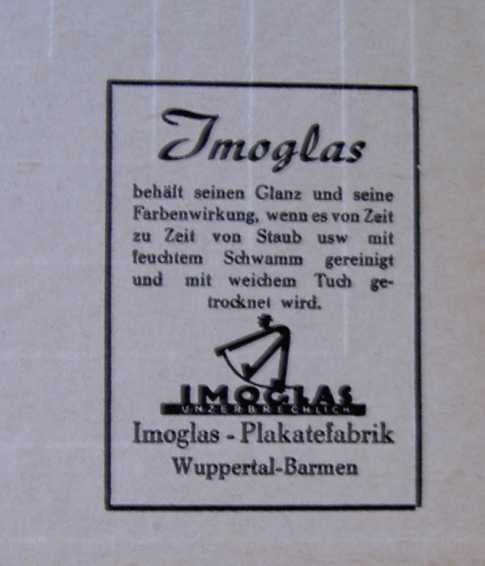 Imoglas
behält seinen Glanz und seine
Farbenwirkung, wenn es von Zeit
zu Zeit von Staub usw mit
feuchtem Schwamm gereinigt
und mit weichem Tuch ge-
trocknet wird.
IMOGLAS
UNZERBRECHLICH
Imoglas - Plakatefabrik
Wuppertal-Barmen